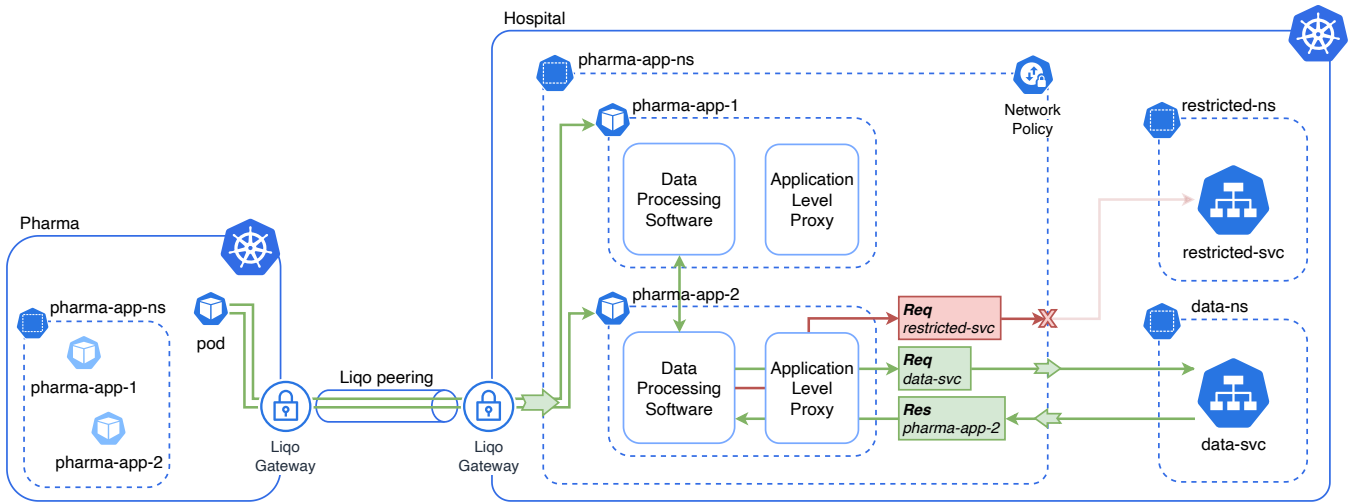 Hospital
pharma-app-ns
Network
Policy
pharma-app-1
Data
Processing
Software
Application
Level
Proxy
restricted-ns
restricted-svc
Pharma
pharma-app-ns
pharma-app-1
pharma-app-2
pod
Liqo
Gateway
Liqo peering
Liqo
Gateway
pharma-app-2
Data
Processing
Software
Application
Level
Proxy
Req
restricted-svc
Req
data-svc
Res
pharma-app-2
data-ns
data-svc